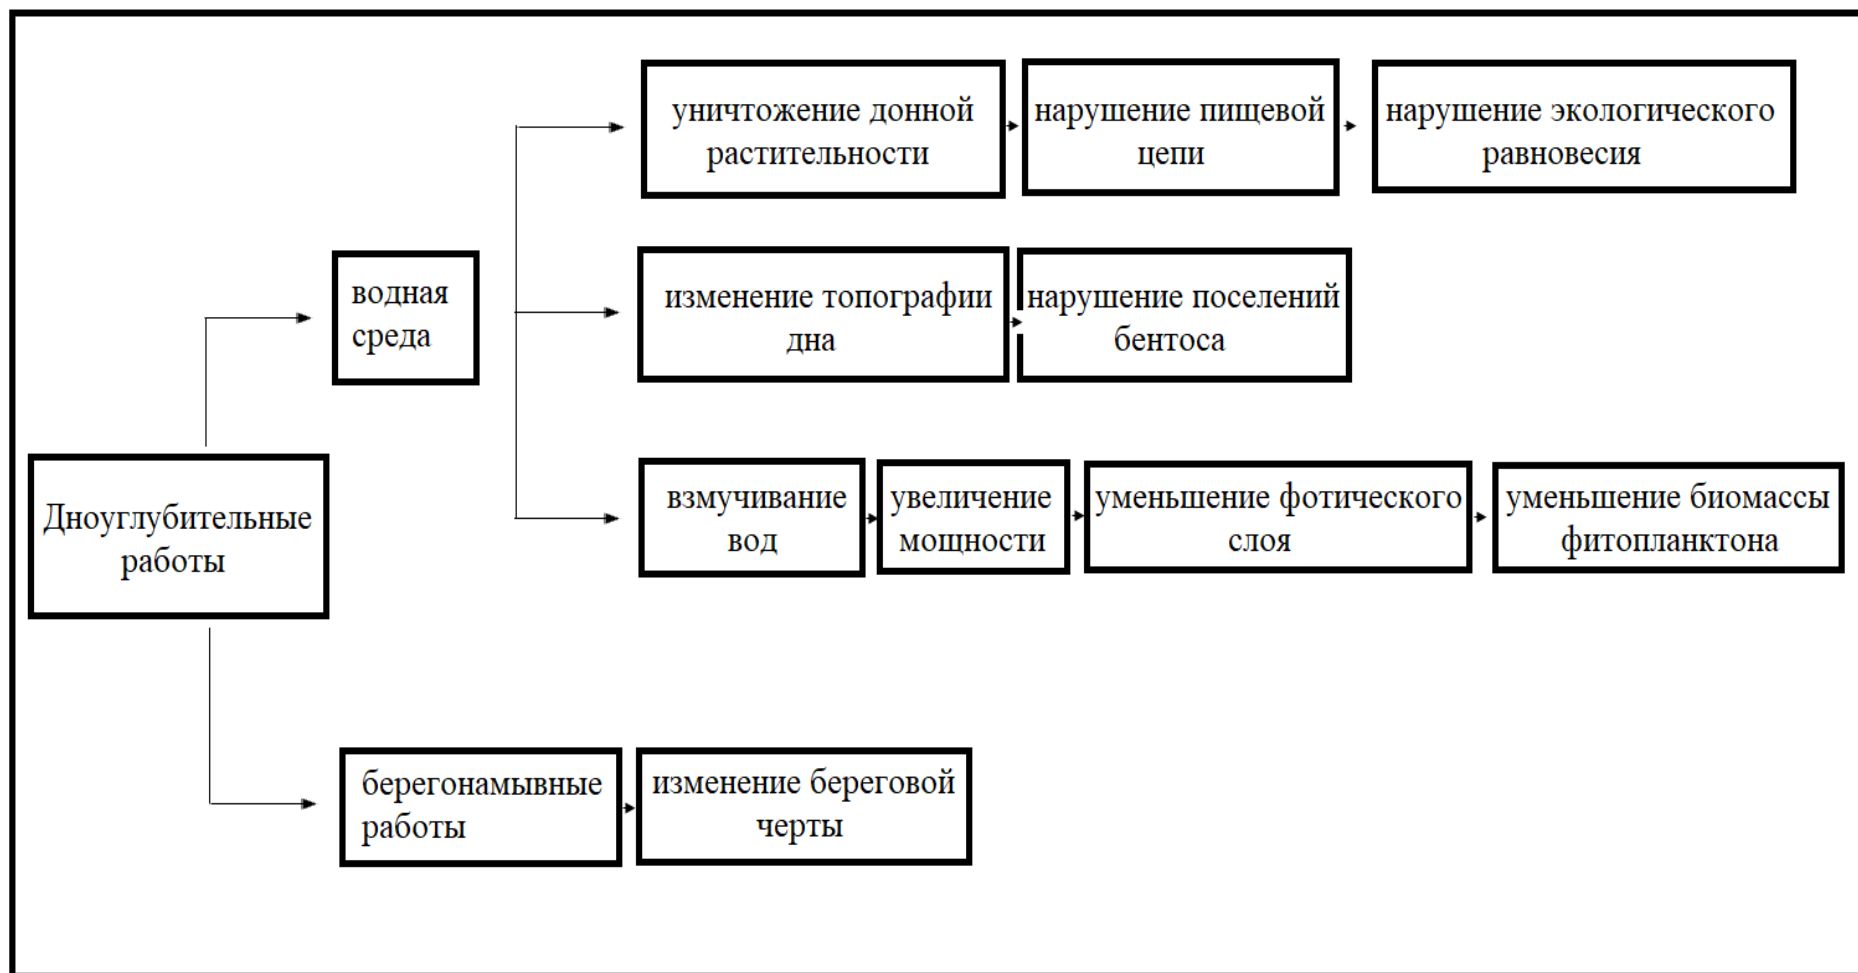 уничтожение донной
растительности
нарушение пищевой
цепи
нарушение экологического
равновесия
водная
среда
изменение топографии
дна
нарушение поселений
бентоса
Дноуглубительные
работы
взмучивание
вод
увеличение
мощности
уменьшение фотического
слоя
уменьшение биомассы
фитопланктона
берегонамывные
работы
изменение береговой
черты